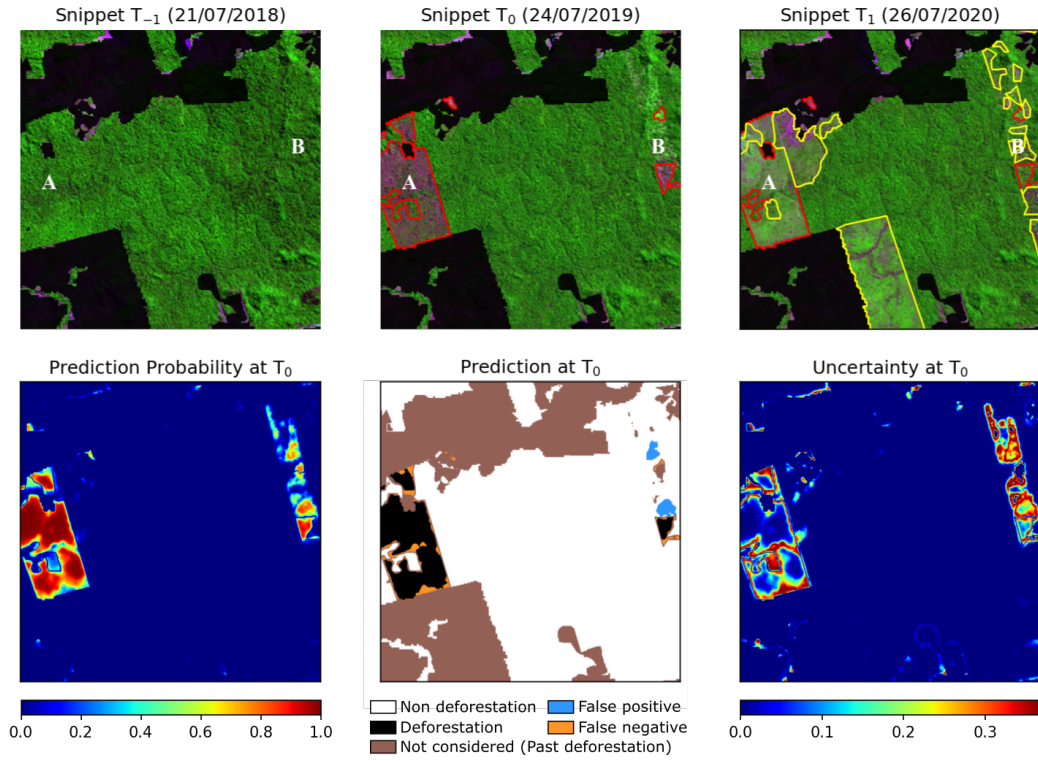 Snippet T₋₁ (21/07/2018)
Snippet T₀ (24/07/2019)
Snippet T₁ (26/07/2020)
A
B
A
B
A
B
Prediction Probability at T₀
Prediction at T₀
Uncertainty at T₀
0.0 0.2 0.4 0.6 0.8 1.0
Non deforestation
False positive
Deforestation
False negative
Not considered (Past deforestation)
0.0 0.1 0.2 0.3